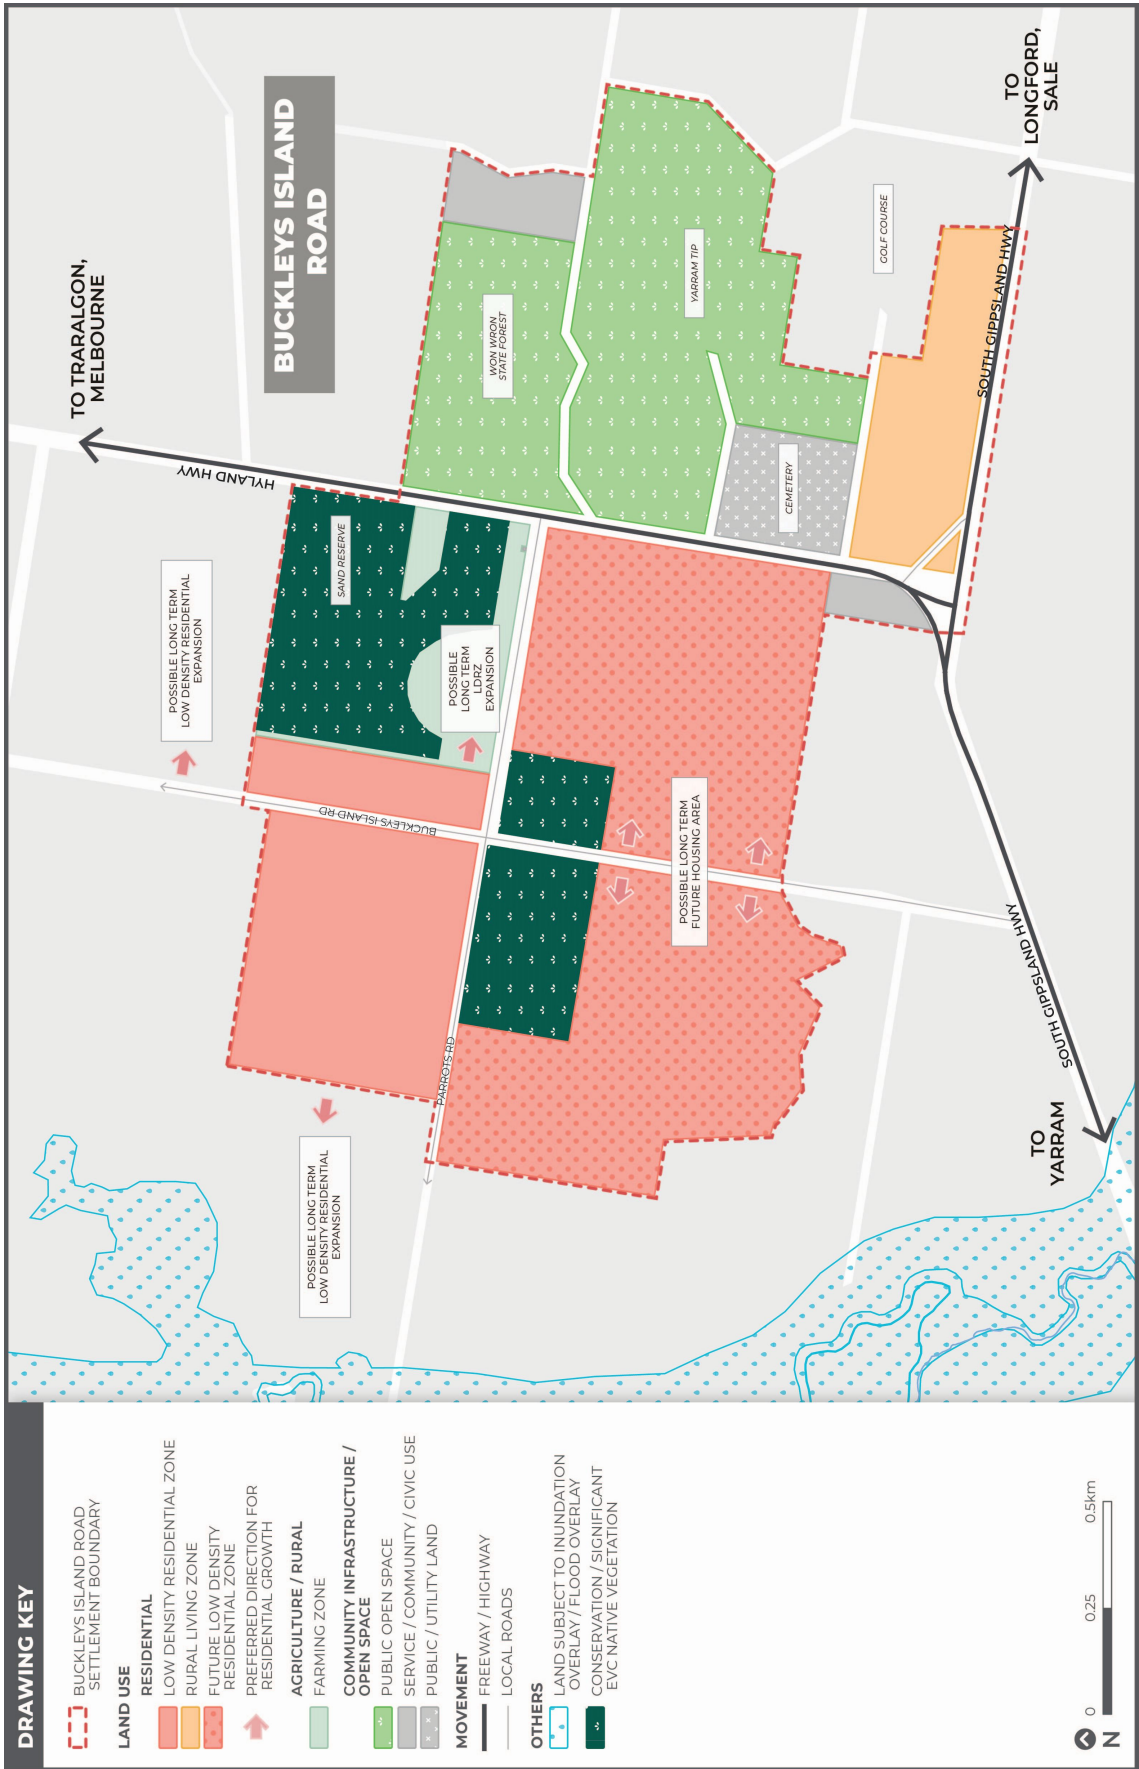 DRAWING KEY
BUCKLEYS ISLAND ROAD
SETTLEMENT BOUNDARY
LAND USE
RESIDENTIAL
LOW DENSITY RESIDENTIAL ZONE
RURAL LIVING ZONE
FUTURE LOW DENSITY
RESIDENTIAL ZONE
PREFERRED DIRECTION FOR
RESIDENTIAL GROWTH
AGRICULTURE / RURAL
FARMING ZONE
COMMUNITY INFRASTRUCTURE /
OPEN SPACE
PUBLIC OPEN SPACE
SERVICE / COMMUNITY / CIVIC USE
PUBLIC / UTILITY LAND
MOVEMENT
FREEWAY / HIGHWAY
LOCAL ROADS
OTHERS
LAND SUBJECT TO INUNDATION
OVERLAY / FLOOD OVERLAY
CONSERVATION / SIGNIFICANT
EVC NATIVE VEGETATION
N
0
0.25
0.5km
BUCKLEYS ISLAND
ROAD
TO TRARALGON,
MELBOURNE
HYLAND HWY
POSSIBLE LONG TERM
LOW DENSITY RESIDENTIAL
EXPANSION
SAND RESERVE
POSSIBLE
LONG TERM
LDRZ
EXPANSION
BUCKLEYS ISLAND RD
POSSIBLE LONG TERM
LOW DENSITY RESIDENTIAL
EXPANSION
PARROTS RD
WON WRON
STATE FOREST
YARRAM TIP
CEMETERY
GOLF COURSE
POSSIBLE LONG TERM
FUTURE HOUSING AREA
SOUTH GIPPSLAND HWY
TO
LONGFORD,
SALE
SOUTH GIPPSLAND HWY
TO
YARRAM